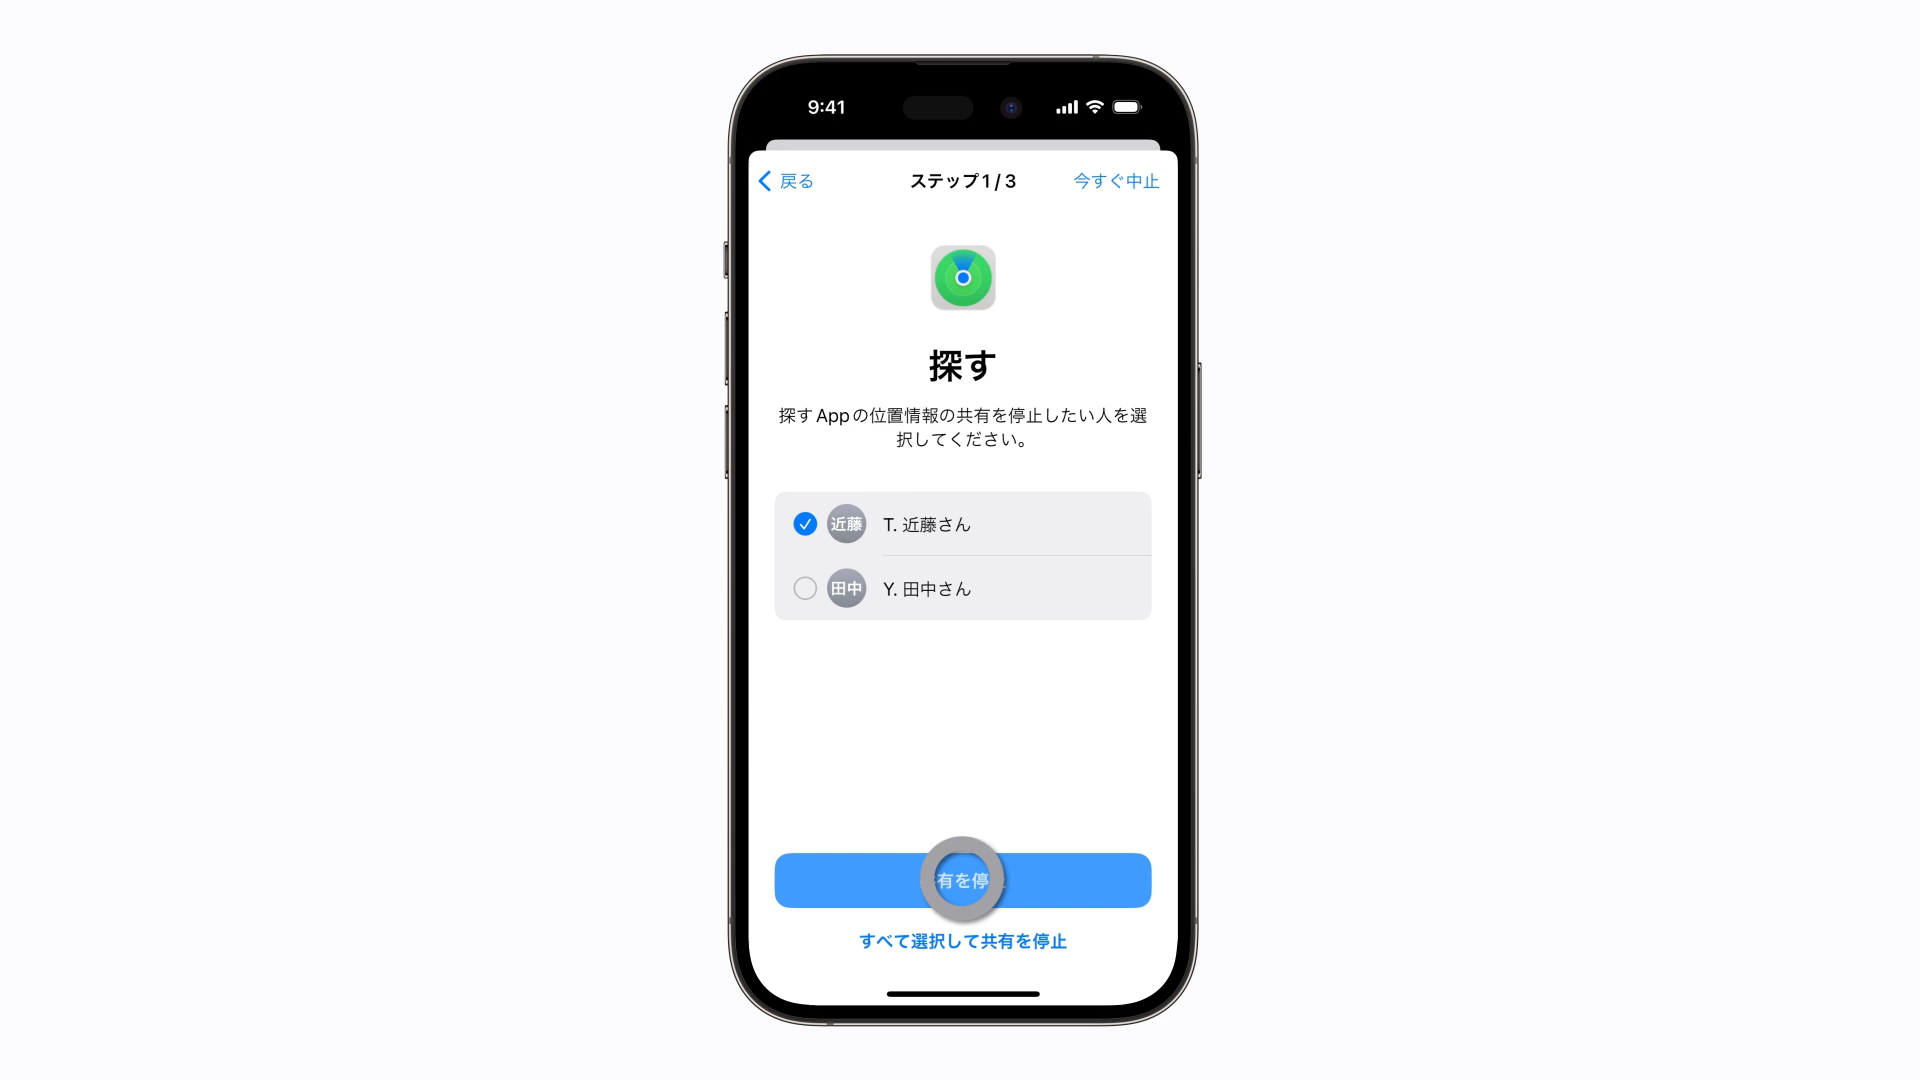 9:41
戻る
ステップ1/3
今すぐ中止
探す
探すAppの位置情報の共有を停止したい人を選
択してください。
近藤 T. 近藤さん
田中 Y. 田中さん
有を停
すべて選択して共有を停止